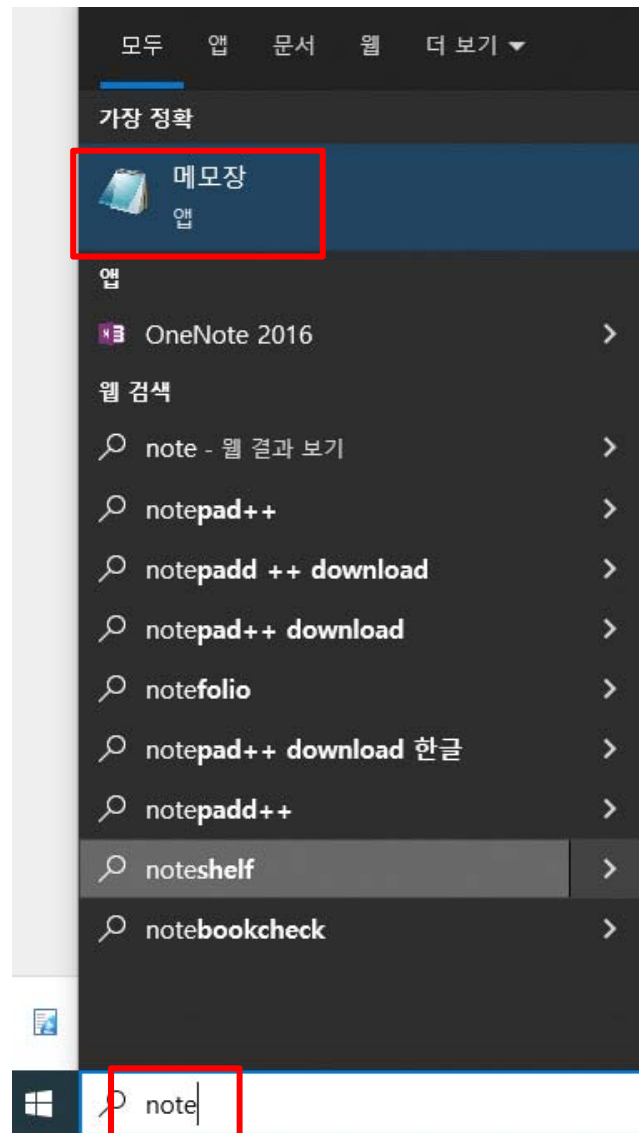 모두 앱 문서 웹 더 보기
가장 정확
메모장
앱
앱
OneNote 2016
웹 검색
note - 웹 결과 보기
notepad++
notepadd ++ download
notepad++ download
notefolio
notepad++ download 한글
notepadd++
noteshelf
notebookcheck
note